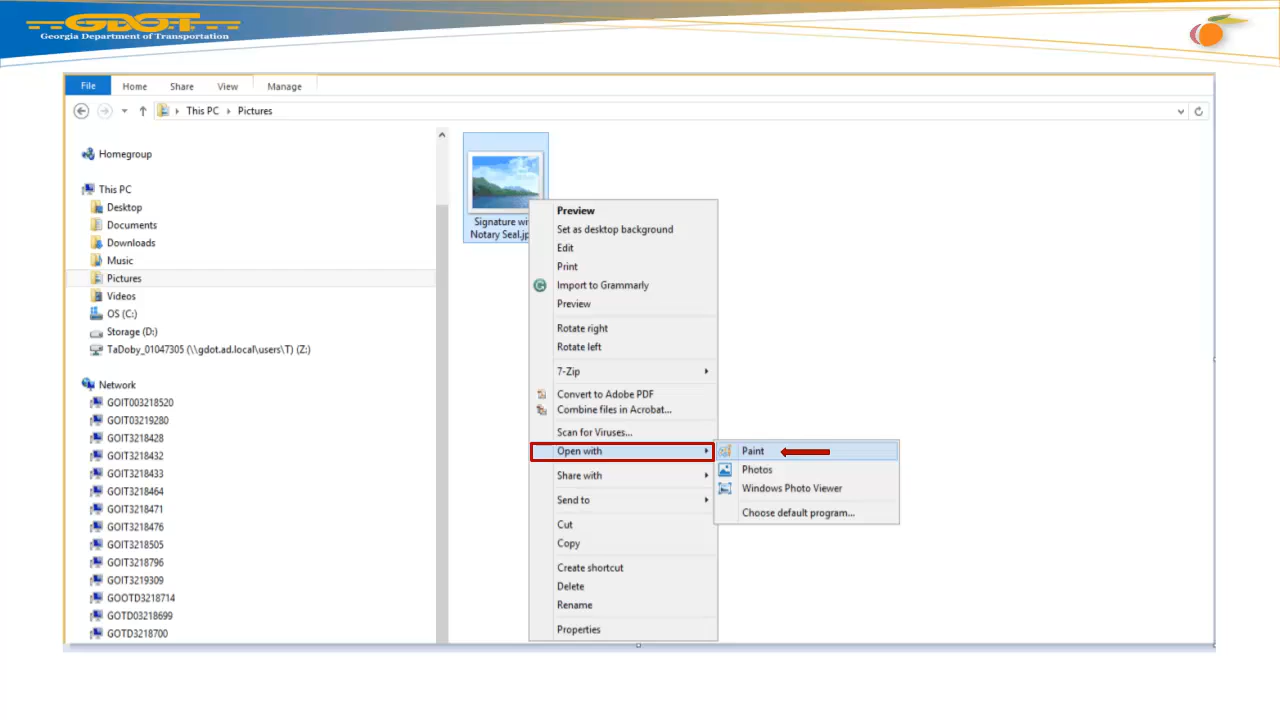 GDOT
Georgia Department of Transportation
File Home Share View Manage
This PC Pictures
Homegroup
This PC
Desktop
Documents
Downloads
Music
Pictures
Videos
OS (C:)
Storage (D:)
TaDoby_01047305 (\\gdot.ad.local\users\T) (Z:)
Network
GOIT003218520
GOIT03219280
GOIT3218428
GOIT3218432
GOIT3218433
GOIT3218464
GOIT3218471
GOIT3218476
GOIT3218505
GOIT3218796
GOIT3219309
GOOTD3218714
GOTD03218699
GOTD3218700
Signature wi
Notary Seal.jp
Preview
Set as desktop background
Edit
Print
Import to Grammarly
Preview
Rotate right
Rotate left
7-Zip
Convert to Adobe PDF
Combine files in Acrobat...
Scan for Viruses...
Open with
Share with
Send to
Cut
Copy
Create shortcut
Delete
Rename
Properties
Paint
Photos
Windows Photo Viewer
Choose default program...